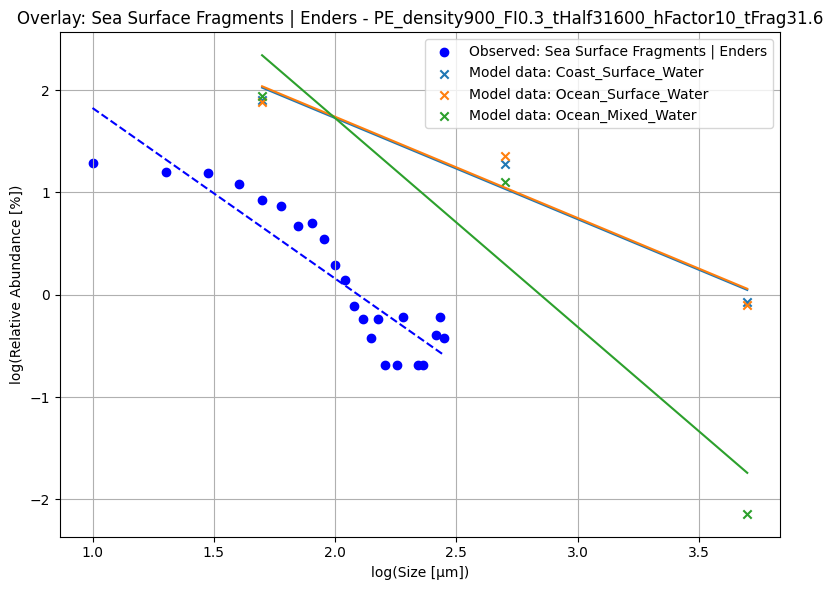 Overlay: Sea Surface Fragments | Enders - PE_density900_FI0.3_tHalf31600_hFactor10_tFrag31.6
Observed: Sea Surface Fragments | Enders
Model data: Coast_Surface_Water
Model data: Ocean_Surface_Water
Model data: Ocean_Mixed_Water
log(Relative Abundance [%])
2
1
0
−1
−2
1.0 1.5 2.0 2.5 3.0 3.5
log(Size [µm])